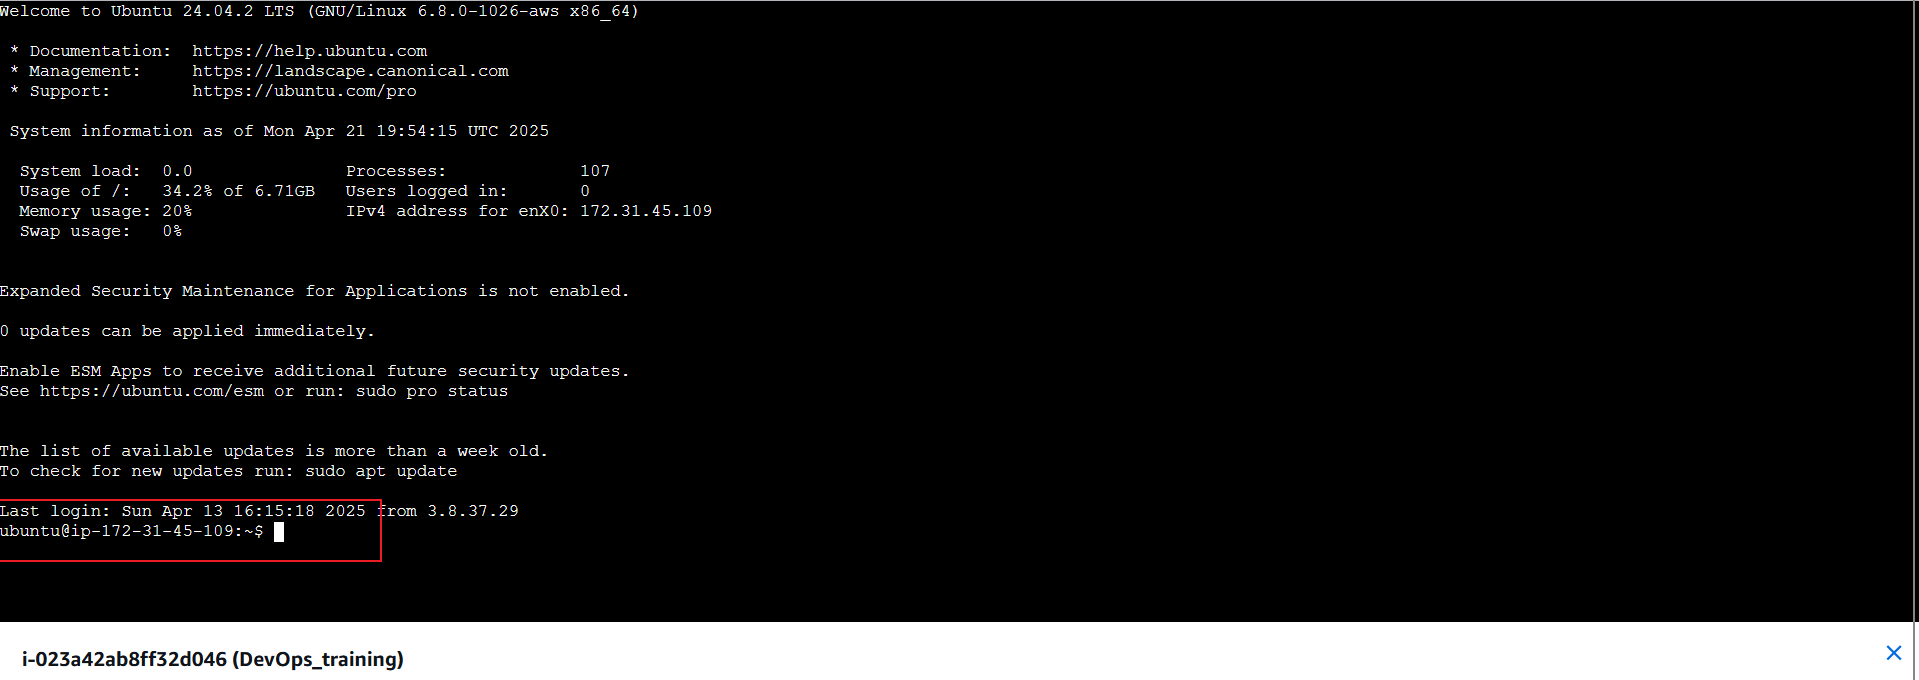 Welcome to Ubuntu 24.04.2 LTS (GNU/Linux 6.8.0-1026-aws x86_64)
* Documentation:  https://help.ubuntu.com
* Management:     https://landscape.canonical.com
* Support:        https://ubuntu.com/pro
System information as of Mon Apr 21 19:54:15 UTC 2025
System load:  0.0               Processes:             107
Usage of /:   34.2% of 6.71GB   Users logged in:       0
Memory usage: 20%               IPv4 address for enX0: 172.31.45.109
Swap usage:   0%
Expanded Security Maintenance for Applications is not enabled.
0 updates can be applied immediately.
Enable ESM Apps to receive additional future security updates.
See https://ubuntu.com/esm or run: sudo pro status
The list of available updates is more than a week old.
To check for new updates run: sudo apt update
Last login: Sun Apr 13 16:15:18 2025 from 3.8.37.29
ubuntu@ip-172-31-45-109:~$
i-023a42ab8ff32d046 (DevOps_training)